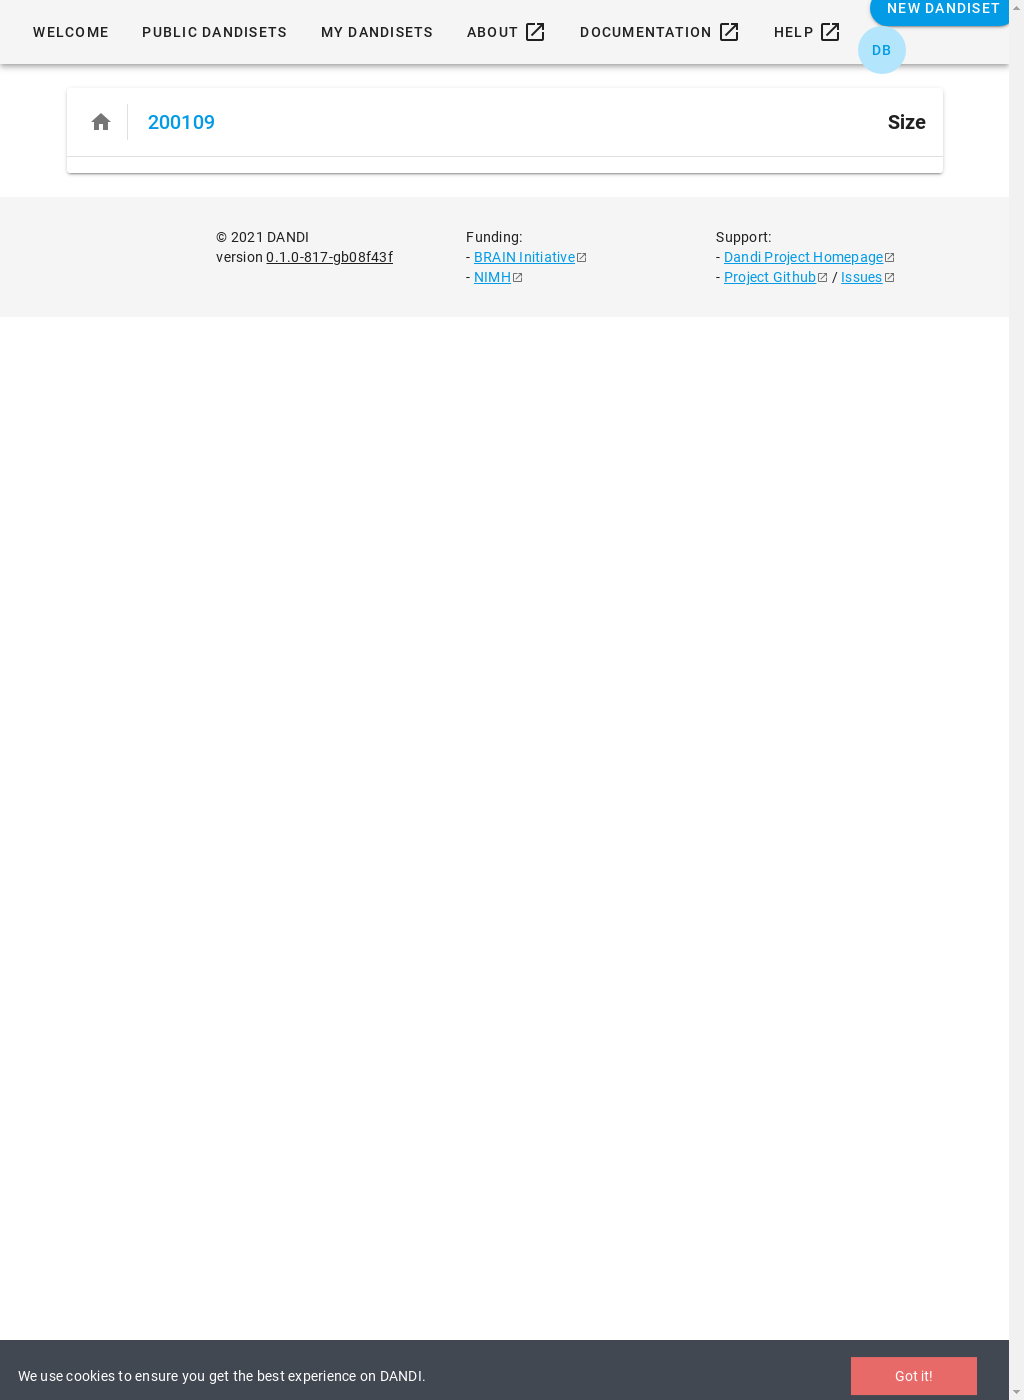 NEW DANDISET
WELCOME PUBLIC DANDISETS MY DANDISETS ABOUT DOCUMENTATION HELP
DB
200109 Size
© 2021 DANDI
version 0.1.0-817-gb08f43f
Funding:
- BRAIN Initiative
- NIMH
Support:
- Dandi Project Homepage
- Project Github / Issues
We use cookies to ensure you get the best experience on DANDI.
Got it!